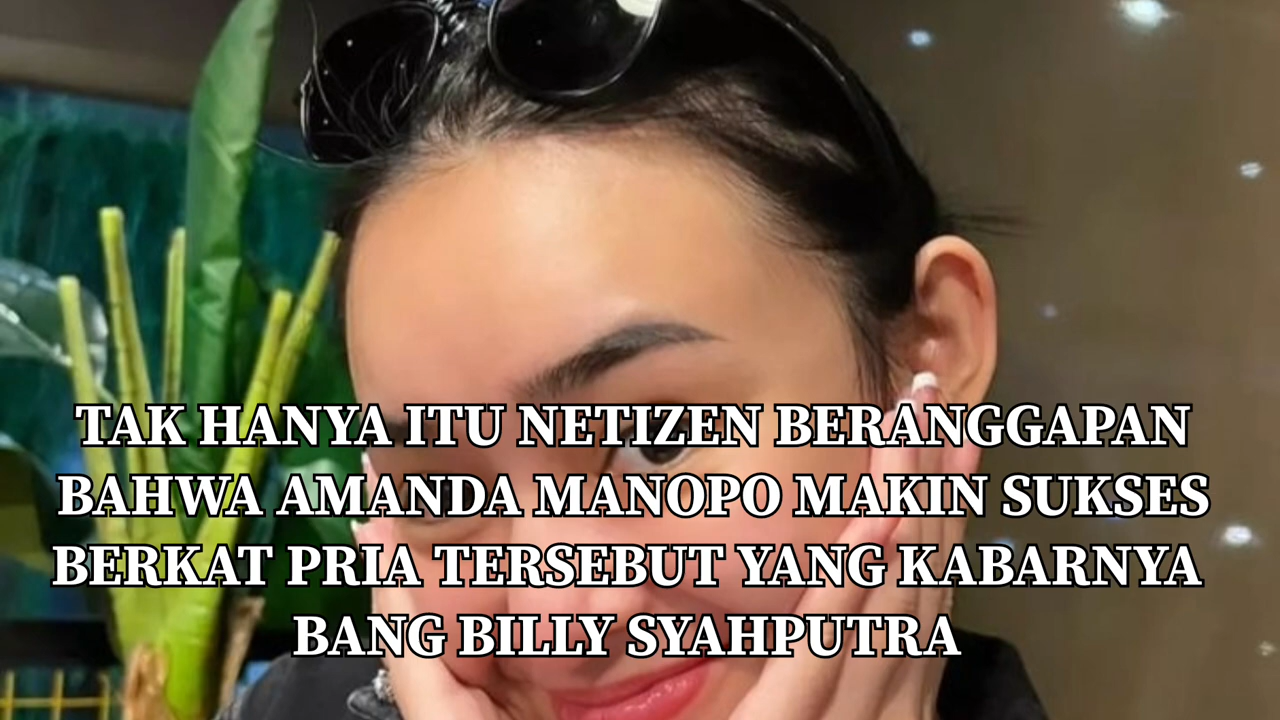 TAK HANYA ITU NETIZEN BERANGGAPAN
BAHWA AMANDA MANOPO MAKIN SUKSES
BERKAT PRIA TERSEBUT YANG KABARNYA
BANG BILLY SYAHPUTRA